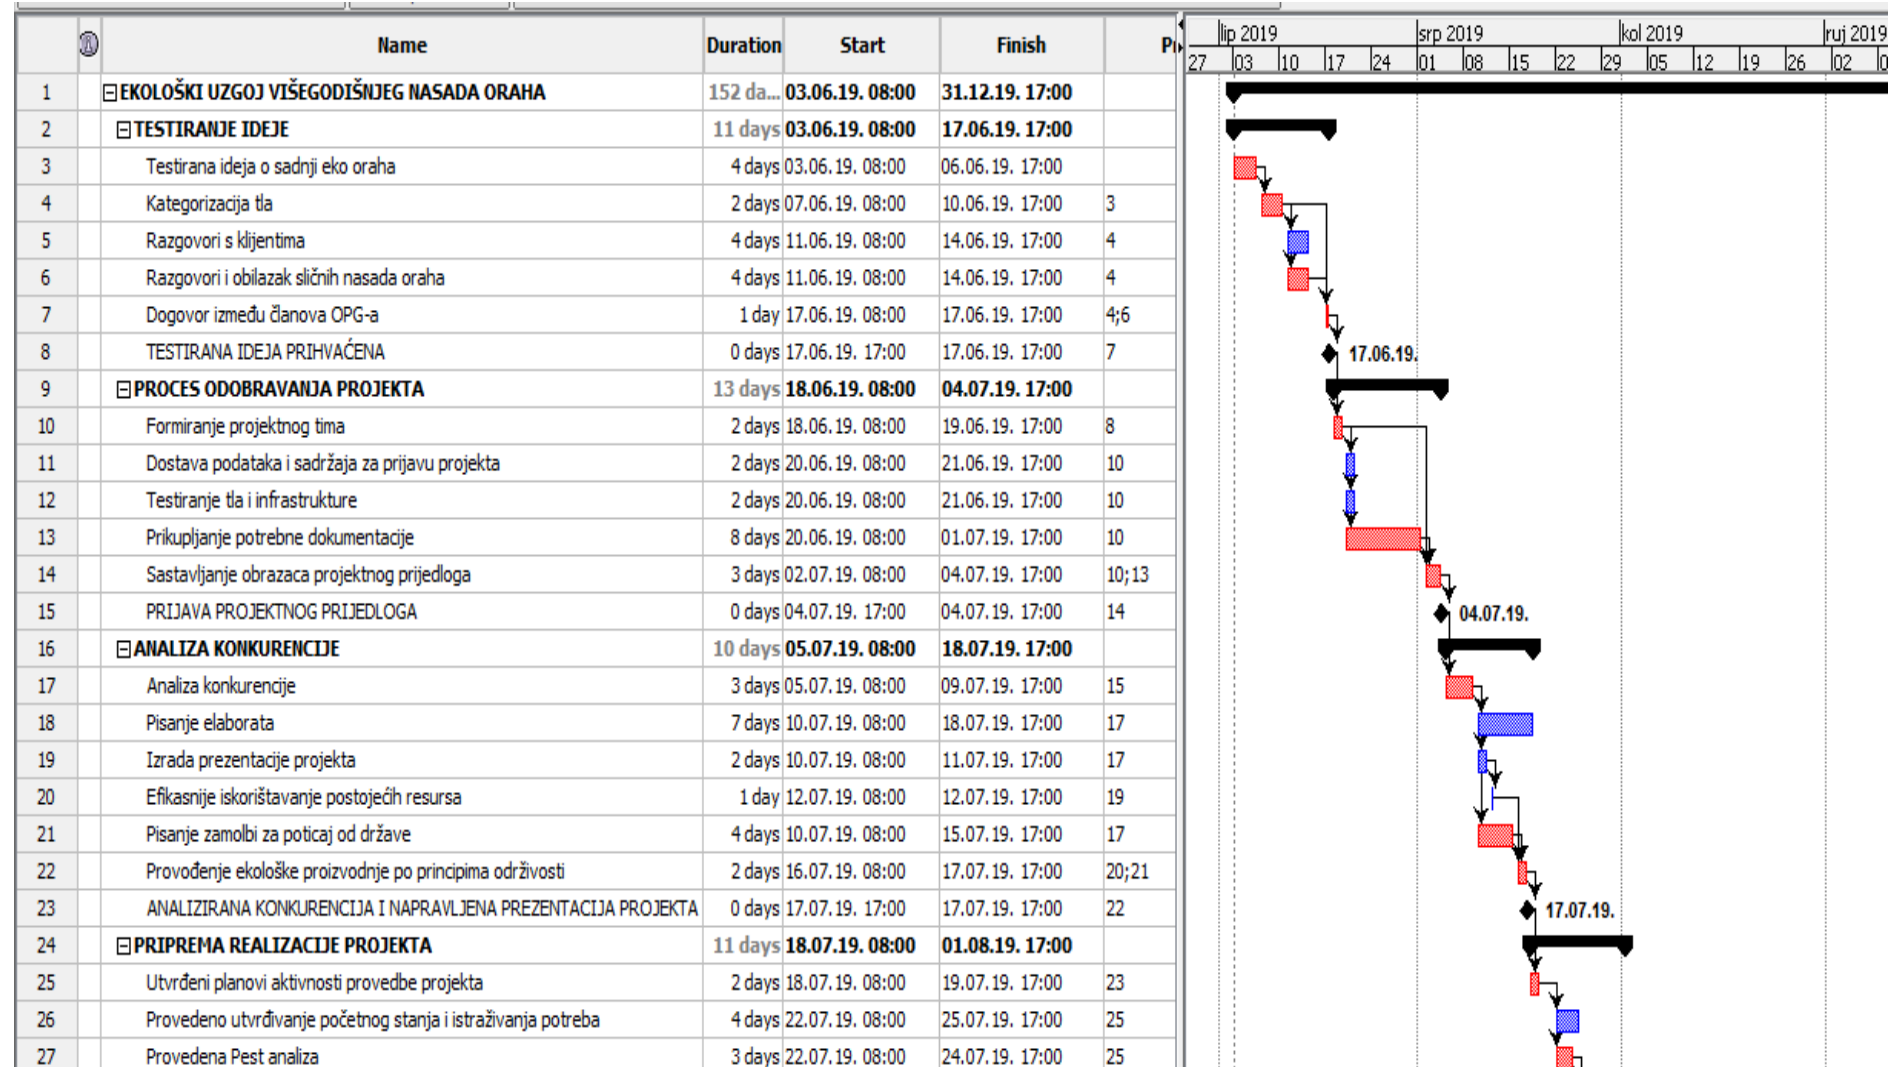 Name Duration Start Finish
lip 2019 srp 2019 kol 2019 ruj 2019
27 03 10 17 24 01 08 15 22 29 05 12 19 26 02
1 EKOLOŠKI UZGOJ VIŠEGODIŠNJEG NASADA ORAHA 152 da... 03.06.19. 08:00 31.12.19. 17:00
2 TESTIRANJE IDEJE 11 days 03.06.19. 08:00 17.06.19. 17:00
3 Testirana ideja o sadnji eko oraha 4 days 03.06.19. 08:00 06.06.19. 17:00
4 Kategorizacija tla 2 days 07.06.19. 08:00 10.06.19. 17:00 3
5 Razgovori s klijentima 4 days 11.06.19. 08:00 14.06.19. 17:00 4
6 Razgovori i obilazak sličnih nasada oraha 4 days 11.06.19. 08:00 14.06.19. 17:00 4
7 Dogovor između članova OPG-a 1 day 17.06.19. 08:00 17.06.19. 17:00 4;6
8 TESTIRANA IDEJA PRIHVAĆENA 0 days 17.06.19. 17:00 17.06.19. 17:00 7 17.06.19.
9 PROCES ODOBRAVANJA PROJEKTA 13 days 18.06.19. 08:00 04.07.19. 17:00
10 Formiranje projektnog tima 2 days 18.06.19. 08:00 19.06.19. 17:00 8
11 Dostava podataka i sadržaja za prijavu projekta 2 days 20.06.19. 08:00 21.06.19. 17:00 10
12 Testiranje tla i infrastrukture 2 days 20.06.19. 08:00 21.06.19. 17:00 10
13 Prikupljanje potrebne dokumentacije 8 days 20.06.19. 08:00 01.07.19. 17:00 10
14 Sastavljanje obrazaca projektnog prijedloga 3 days 02.07.19. 08:00 04.07.19. 17:00 10;13
15 PRIJAVA PROJEKTNOG PRIJEDLOGA 0 days 04.07.19. 17:00 04.07.19. 17:00 14 04.07.19.
16 ANALIZA KONKURENCIJE 10 days 05.07.19. 08:00 18.07.19. 17:00
17 Analiza konkurencije 3 days 05.07.19. 08:00 09.07.19. 17:00 15
18 Pisanje elaborata 7 days 10.07.19. 08:00 18.07.19. 17:00 17
19 Izrada prezentacije projekta 2 days 10.07.19. 08:00 11.07.19. 17:00 17
20 Efikasnije iskorištavanje postojećih resursa 1 day 12.07.19. 08:00 12.07.19. 17:00 19
21 Pisanje zamolbi za poticaj od države 4 days 10.07.19. 08:00 15.07.19. 17:00 17
22 Provođenje ekološke proizvodnje po principima održivosti 2 days 16.07.19. 08:00 17.07.19. 17:00 20;21
23 ANALIZIRANA KONKURENCIJA I NAPRAVLJENA PREZENTACIJA PROJEKTA 0 days 17.07.19. 17:00 17.07.19. 17:00 22 17.07.19.
24 PRIPREMA REALIZACIJE PROJEKTA 11 days 18.07.19. 08:00 01.08.19. 17:00
25 Utvrđeni planovi aktivnosti provedbe projekta 2 days 18.07.19. 08:00 19.07.19. 17:00 23
26 Provedeno utvrđivanje početnog stanja i istraživanja potreba 4 days 22.07.19. 08:00 25.07.19. 17:00 25
27 Provedena Pest analiza 3 days 22.07.19. 08:00 24.07.19. 17:00 25